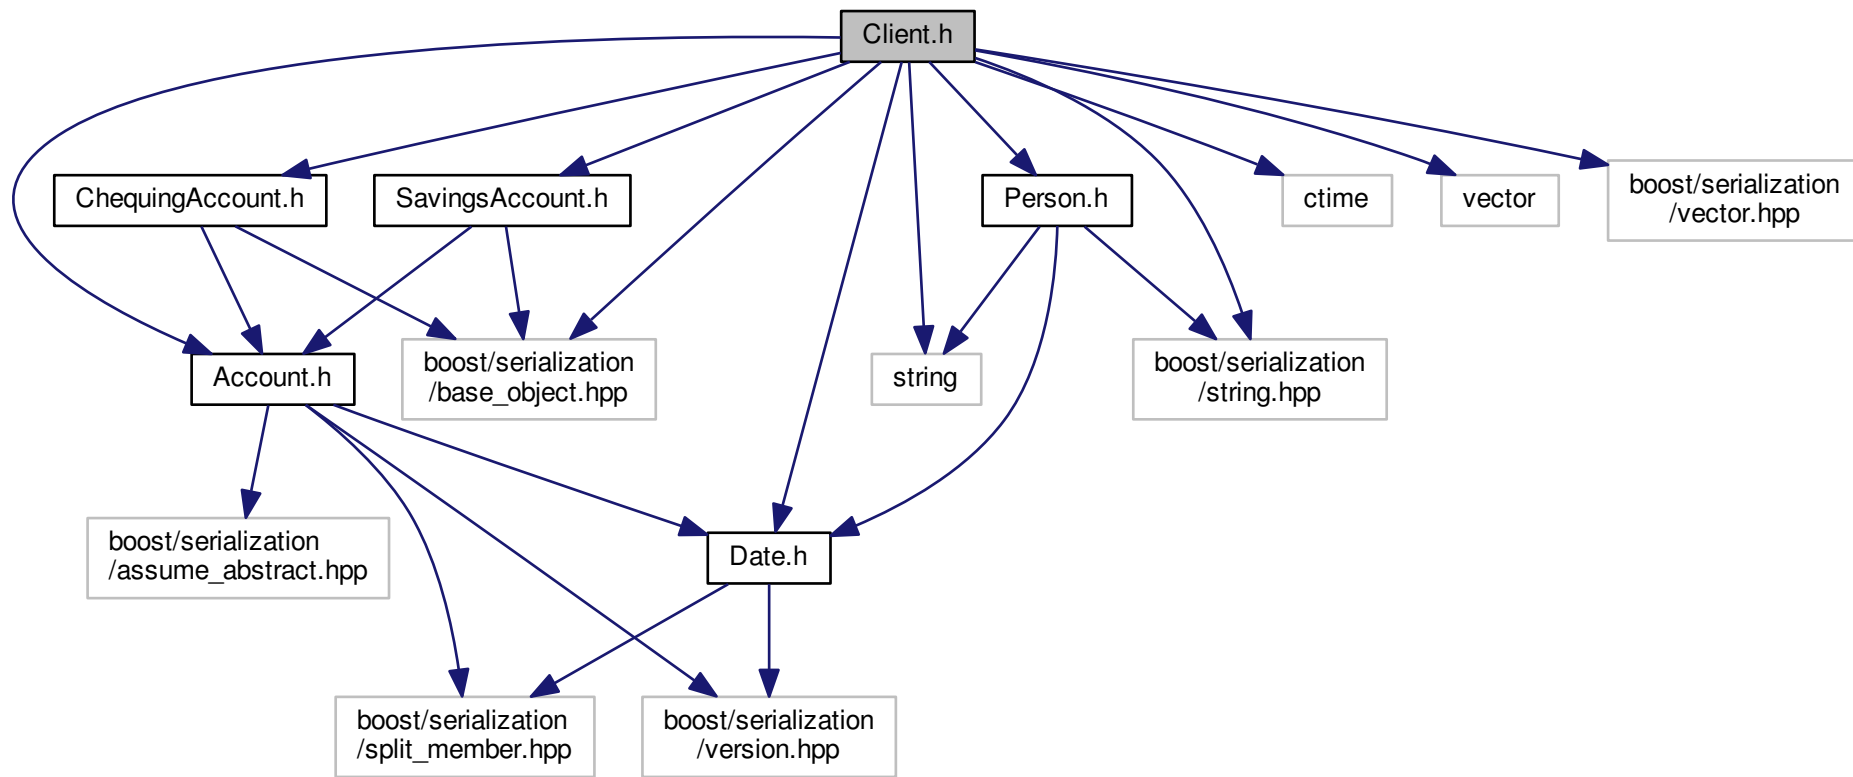 Client.h
ChequingAccount.h
SavingsAccount.h
Person.h
ctime
vector
boost/serialization
/vector.hpp
Account.h
boost/serialization
/base_object.hpp
string
boost/serialization
/string.hpp
boost/serialization
/assume_abstract.hpp
Date.h
boost/serialization
/split_member.hpp
boost/serialization
/version.hpp